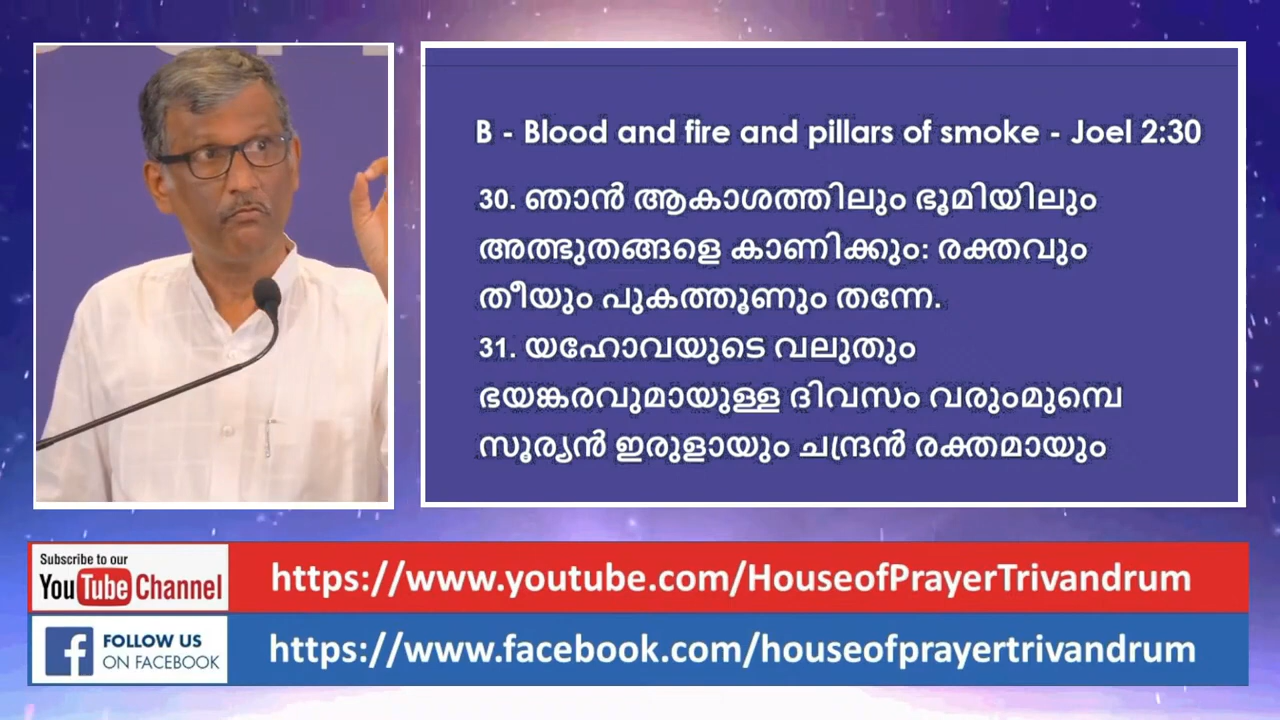 B - Blood and fire and pillars of smoke - Joel 2:30
30. ഞാൻ ആകാശത്തിലും ഭൂമിയിലും
അത്ഭുതങ്ങളെ കാണിക്കും: രക്തവും
തീയും പുകത്തൂണും തന്നേ.
31. യഹോവയുടെ വലുതും
ഭയങ്കരവുമായുള്ള ദിവസം വരുംമുമ്പെ
സൂര്യൻ ഇരുളായും ചന്ദ്രൻ രക്തമായും
Subscribe to our
YouTube Channel
https://www.youtube.com/HouseofPrayerTrivandrum
f FOLLOW US
ON FACEBOOK
https://www.facebook.com/houseofprayertrivandrum